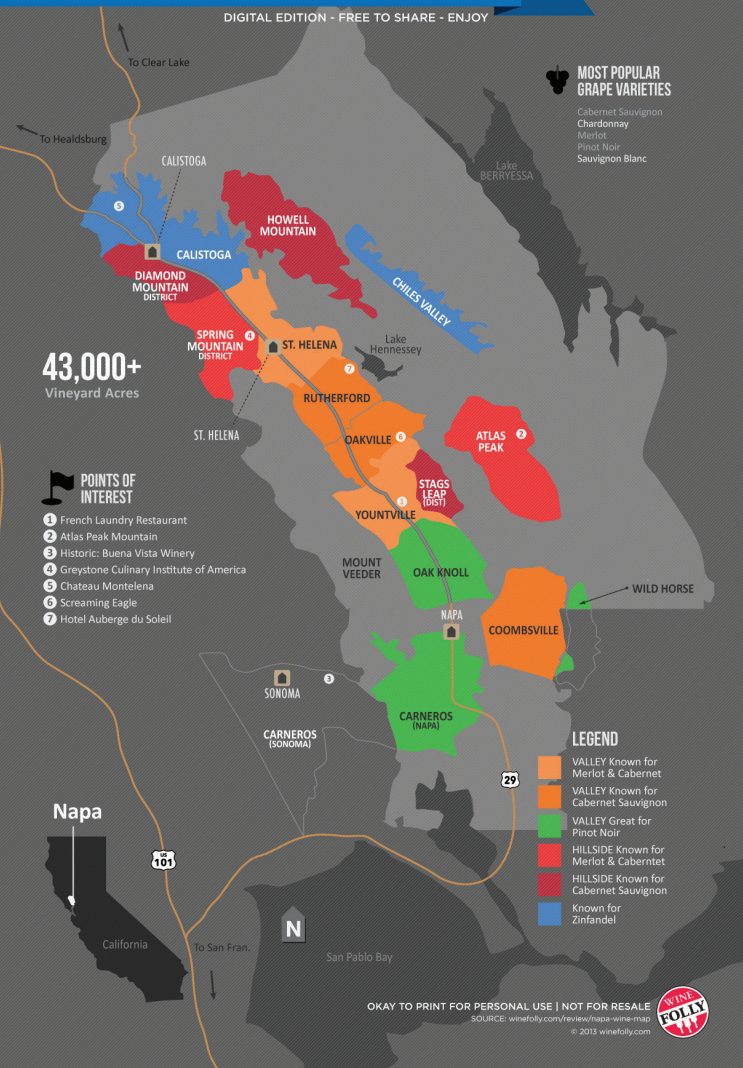 DIGITAL EDITION - FREE TO SHARE - ENJOY
To Clear Lake
To Healdsburg
MOST POPULAR
GRAPE VARIETIES
Cabernet Sauvignon
Chardonnay
Merlot
Pinot Noir
Sauvignon Blanc
CALISTOGA
Lake
BERRYESSA
5
HOWELL
MOUNTAIN
CALISTOGA
DIAMOND
MOUNTAIN
DISTRICT
CHILES VALLEY
SPRING
MOUNTAIN
DISTRICT
4
ST. HELENA
Lake
Hennessey
43,000+
Vineyard Acres
7
RUTHERFORD
ST. HELENA
OAKVILLE
6
ATLAS
PEAK
2
STAGS
LEAP
(DIST)
1
YOUNTVILLE
POINTS OF
INTEREST
1 French Laundry Restaurant
2 Atlas Peak Mountain
3 Historic: Buena Vista Winery
4 Greystone Culinary Institute of America
5 Chateau Montelena
6 Screaming Eagle
7 Hotel Auberge du Soleil
MOUNT
VEEDER
OAK KNOLL
WILD HORSE
NAPA
COOMBSVILLE
SONOMA
3
CARNEROS
(NAPA)
CARNEROS
(SONOMA)
LEGEND
VALLEY Known for
Merlot & Cabernet
VALLEY Known for
Cabernet Sauvignon
VALLEY Great for
Pinot Noir
HILLSIDE Known for
Merlot & Caberntet
HILLSIDE Known for
Cabernet Sauvignon
Known for
Zinfandel
29
Napa
US
101
California
To San Fran.
N
San Pablo Bay
OKAY TO PRINT FOR PERSONAL USE | NOT FOR RESALE
SOURCE: winefolly.com/review/napa-wine-map
© 2013 winefolly.com
WINE
FOLLY